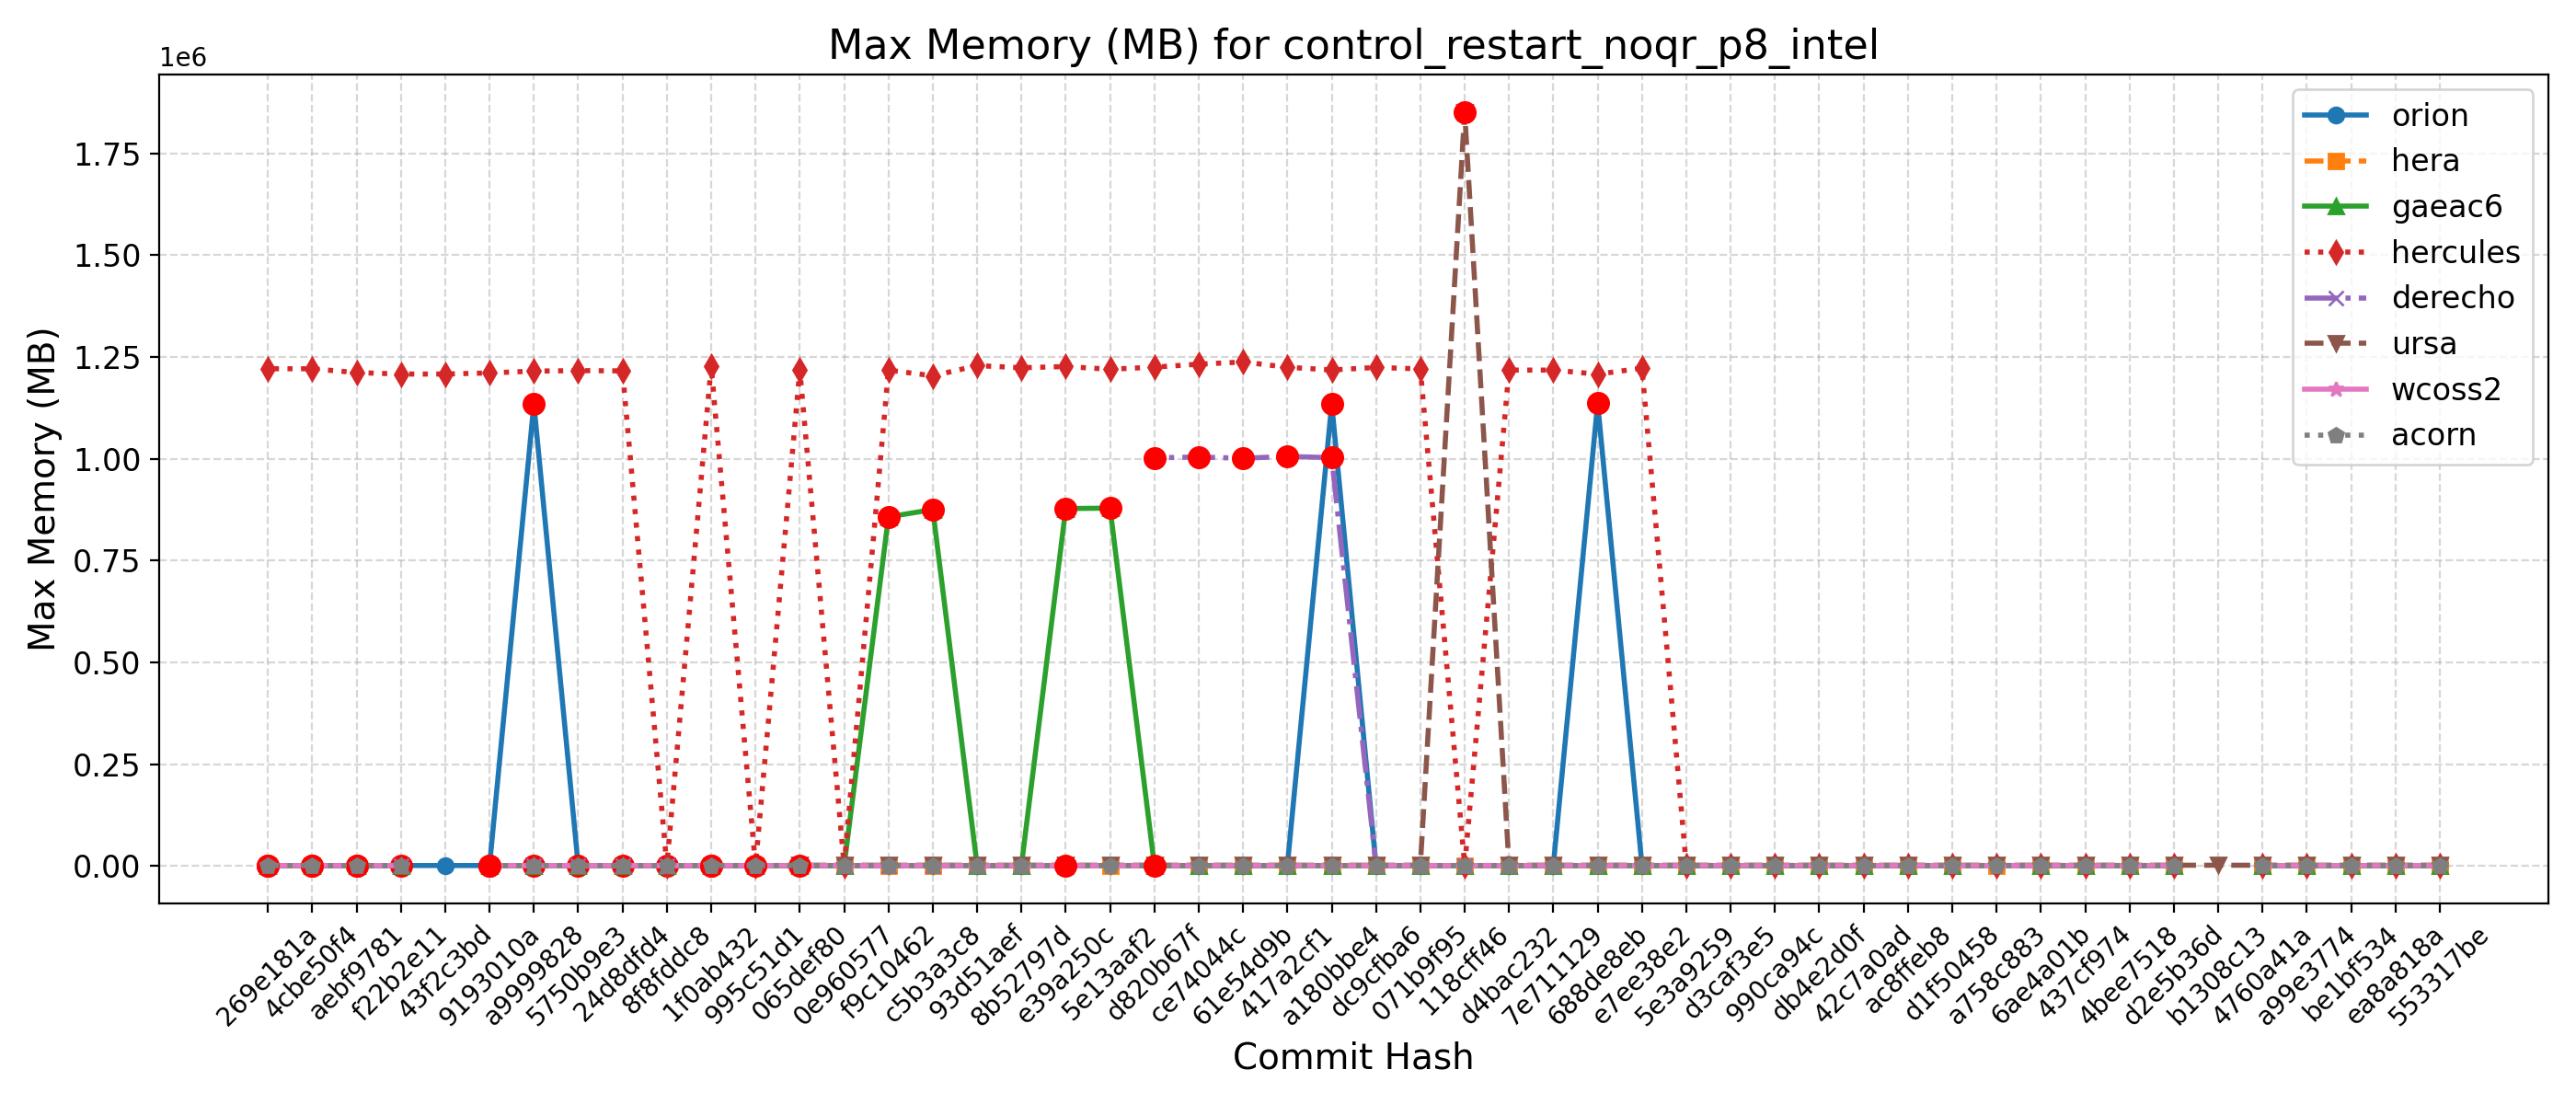 Max Memory (MB) for control_restart_noqr_p8_intel
1e6
1.75
1.50
1.25
1.00
0.75
0.50
0.25
0.00
Max Memory (MB)
orion
hera
gaeac6
hercules
derecho
ursa
wcoss2
acorn
269e181a
4cbe50f4
aebf9781
f22b2e11
43f2c3bd
9193010a
a9999828
5750b9e3
24d8dfd4
8f8fddc8
1f0ab432
995c51d1
065def80
0e960577
f9c10462
c5b3a3c8
93d51aef
8b52797d
e39a250c
5e13aaf2
d820b67f
ce74044c
61e54d9b
417a2cf1
a180bbe4
dc9cfba6
071b9f95
118cff46
d4bac232
7e711129
688de8eb
e7ee38e2
5e3a9259
d3caf3e5
990ca94c
db4e2d0f
42c7a0ad
ac8ffeb8
d1f50458
a758c883
6ae4a01b
437cf974
4bee7518
d2e5b36d
b1308c13
4760a41a
a99e3774
be1bf534
ea8a818a
553317be
Commit Hash